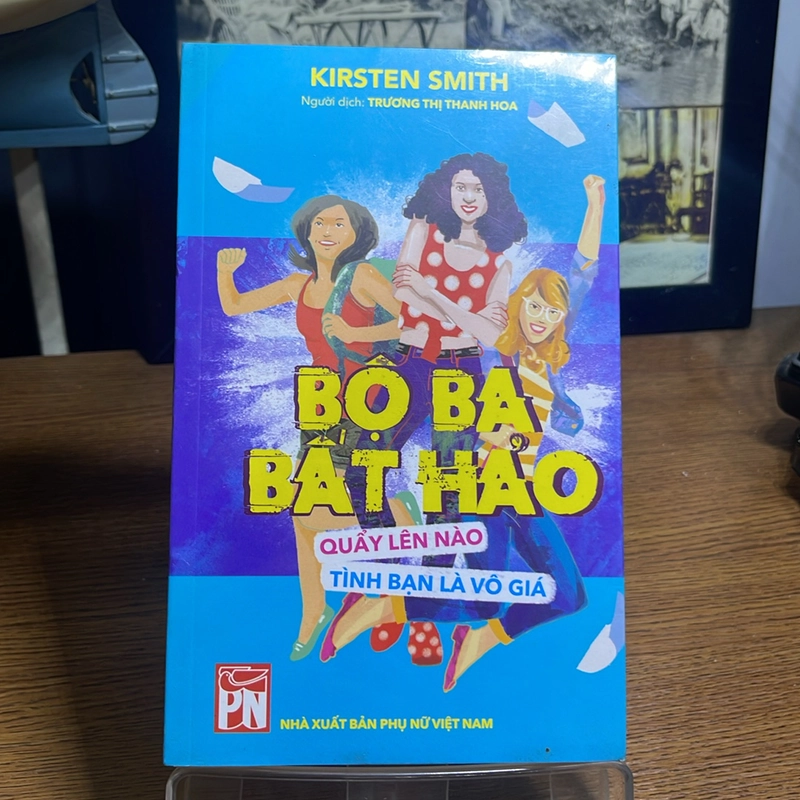 KIRSTEN SMITH
Người dịch: TRƯƠNG THỊ THANH HOA
BỘ BA
BẤT HẢO
QUẨY LÊN NÀO
TÌNH BẠN LÀ VÔ GIÁ
PN
NHÀ XUẤT BẢN PHỤ NỮ VIỆT NAM